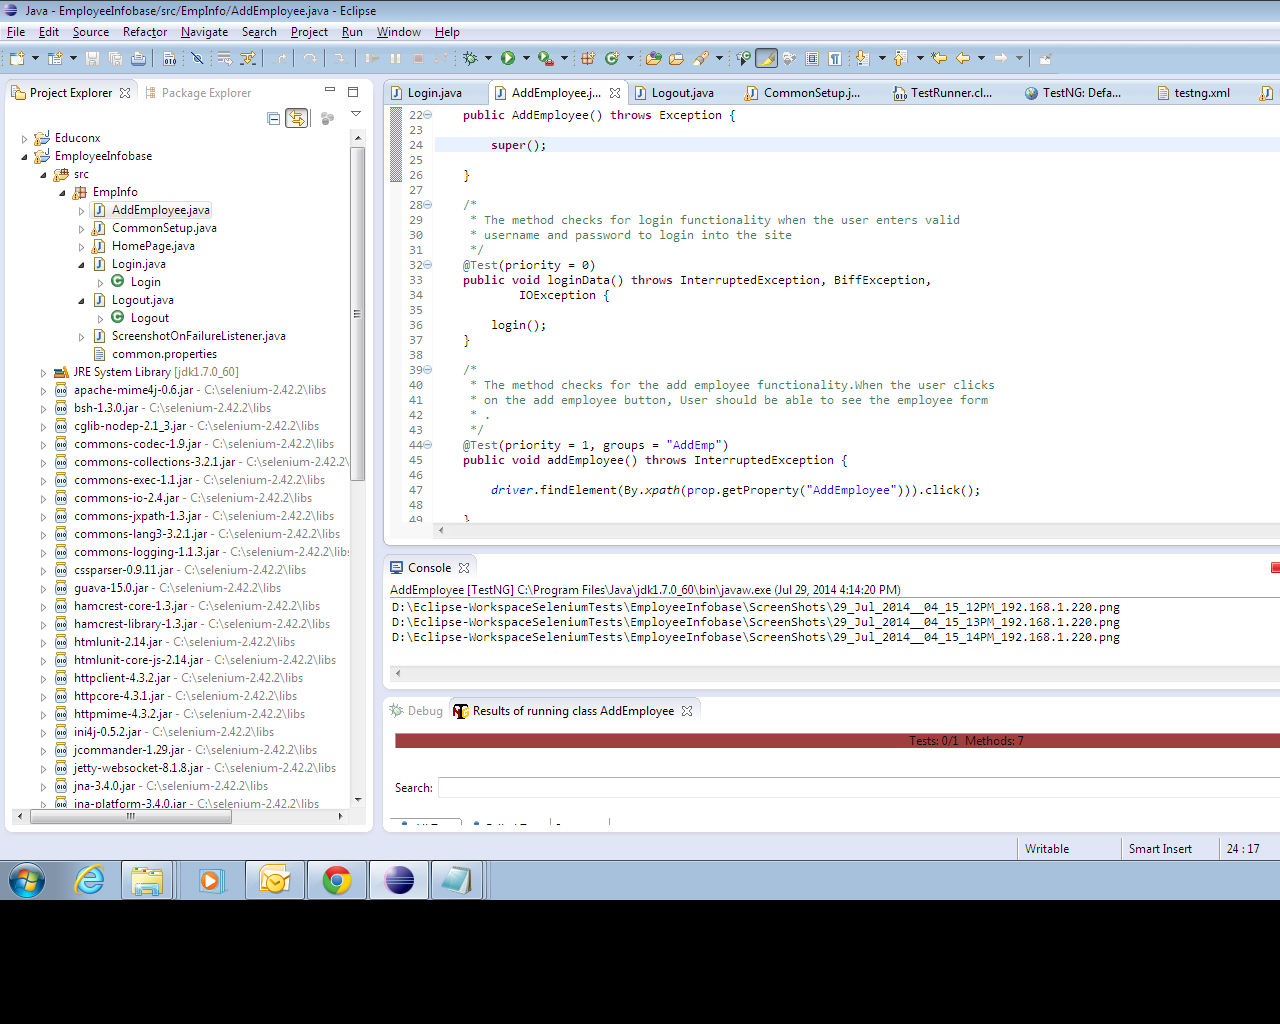 Java - EmployeeInfobase/src/EmpInfo/AddEmployee.java - Eclipse
File Edit Source Refactor Navigate Search Project Run Window Help
Project Explorer Package Explorer
Educonx
EmployeeInfobase
src
EmpInfo
AddEmployee.java
CommonSetup.java
HomePage.java
Login.java
Login
Logout.java
Logout
ScreenshotOnFailureListener.java
common.properties
JRE System Library [jdk1.7.0_60]
apache-mime4j-0.6.jar - C:\selenium-2.42.2\libs
bsh-1.3.0.jar - C:\selenium-2.42.2\libs
cglib-nodep-2.1_3.jar - C:\selenium-2.42.2\libs
commons-codec-1.9.jar - C:\selenium-2.42.2\libs
commons-collections-3.2.1.jar - C:\selenium-2.42.2\
commons-exec-1.1.jar - C:\selenium-2.42.2\libs
commons-io-2.4.jar - C:\selenium-2.42.2\libs
commons-jxpath-1.3.jar - C:\selenium-2.42.2\libs
commons-lang3-3.2.1.jar - C:\selenium-2.42.2\libs
commons-logging-1.1.3.jar - C:\selenium-2.42.2\libs
cssparser-0.9.11.jar - C:\selenium-2.42.2\libs
guava-15.0.jar - C:\selenium-2.42.2\libs
hamcrest-core-1.3.jar - C:\selenium-2.42.2\libs
hamcrest-library-1.3.jar - C:\selenium-2.42.2\libs
htmlunit-2.14.jar - C:\selenium-2.42.2\libs
htmlunit-core-js-2.14.jar - C:\selenium-2.42.2\libs
httpclient-4.3.2.jar - C:\selenium-2.42.2\libs
httpcore-4.3.1.jar - C:\selenium-2.42.2\libs
httpmime-4.3.2.jar - C:\selenium-2.42.2\libs
ini4j-0.5.2.jar - C:\selenium-2.42.2\libs
jcommander-1.29.jar - C:\selenium-2.42.2\libs
jetty-websocket-8.1.8.jar - C:\selenium-2.42.2\libs
jna-3.4.0.jar - C:\selenium-2.42.2\libs
jna-platform-3.4.0.jar - C:\selenium-2.42.2\libs
Login.java AddEmployee.j... Logout.java CommonSetup.j... TestRunner.cl... TestNG: Defa... testng.xml
22 public AddEmployee() throws Exception {
23
24 super();
25
26 }
27
28 /*
29 * The method checks for login functionality when the user enters valid
30 * username and password to login into the site
31 */
32 @Test(priority = 0)
33 public void loginData() throws InterruptedException, BiffException,
34 IOException {
35
36 login();
37 }
38
39 /*
40 * The method checks for the add employee functionality.When the user clicks
41 * on the add employee button, User should be able to see the employee form
42 * .
43 */
44 @Test(priority = 1, groups = "AddEmp")
45 public void addEmployee() throws InterruptedException {
46
47 driver.findElement(By.xpath(prop.getProperty("AddEmployee"))).click();
48
49 }
Console
AddEmployee [TestNG] C:\Program Files\Java\jdk1.7.0_60\bin\javaw.exe (Jul 29, 2014 4:14:20 PM)
D:\Eclipse-WorkspaceSeleniumTests\EmployeeInfobase\ScreenShots\29_Jul_2014__04_15_12PM_192.168.1.220.png
D:\Eclipse-WorkspaceSeleniumTests\EmployeeInfobase\ScreenShots\29_Jul_2014__04_15_13PM_192.168.1.220.png
D:\Eclipse-WorkspaceSeleniumTests\EmployeeInfobase\ScreenShots\29_Jul_2014__04_15_14PM_192.168.1.220.png
Debug Results of running class AddEmployee
Tests: 0/1 Methods: 7
Search:
Writable Smart Insert 24 : 17